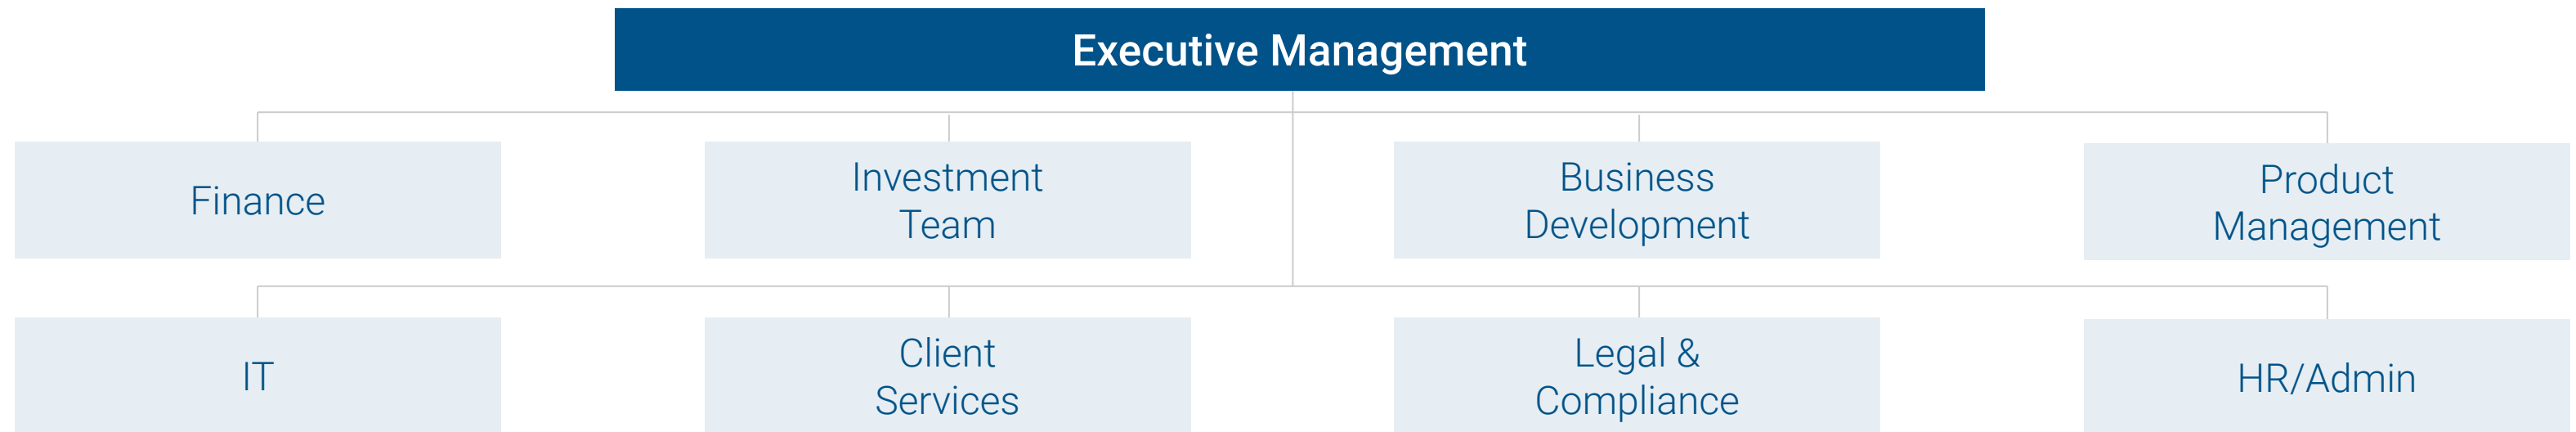 Executive Management
Finance
Investment
Team
Business
Development
Product
Management
IT
Client
Services
Legal &
Compliance
HR/Admin